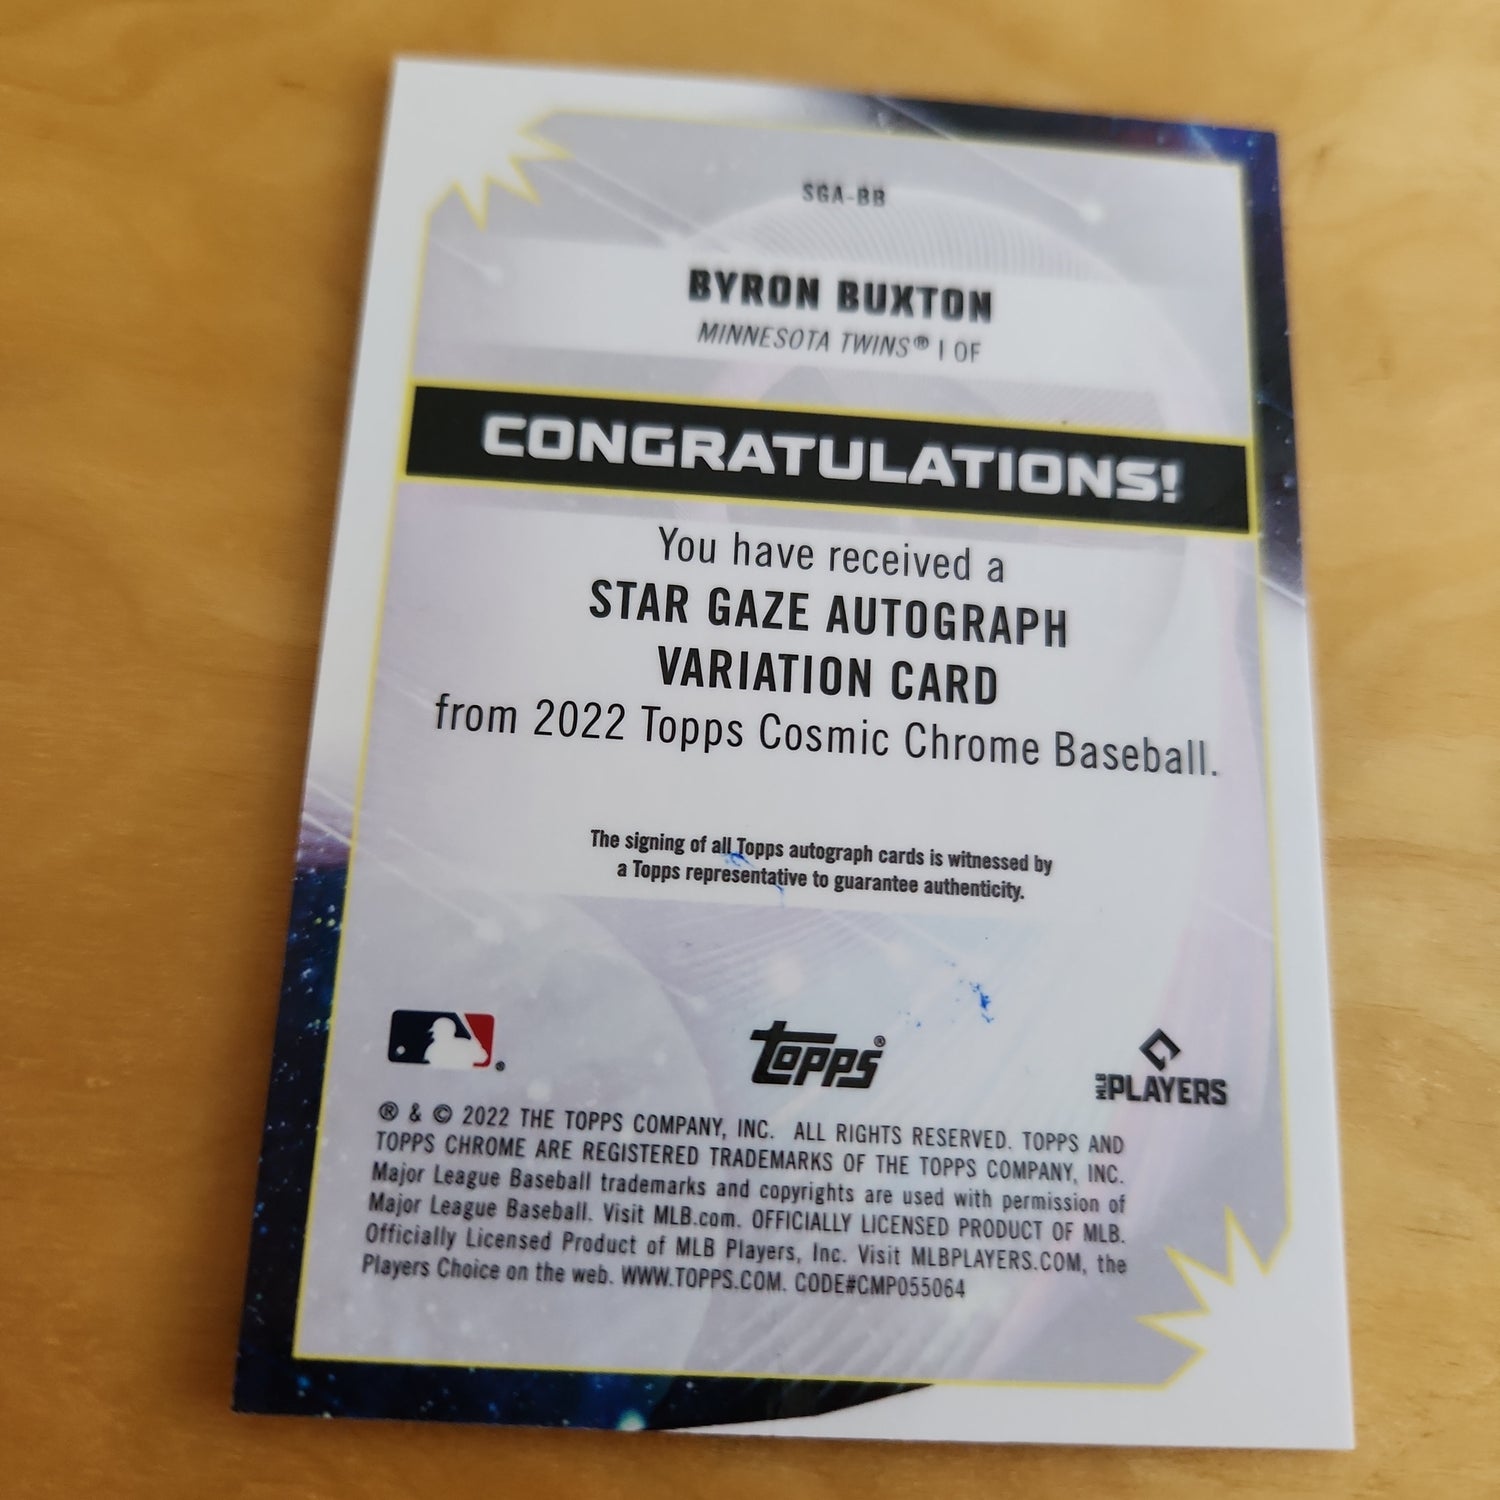 SGA-BB
BYRON BUXTON
MINNESOTA TWINS® | OF
CONGRATULATIONS!
You have received a
STAR GAZE AUTOGRAPH
VARIATION CARD
from 2022 Topps Cosmic Chrome Baseball.
The signing of all Topps autograph cards is witnessed by
a Topps representative to guarantee authenticity.
®
Topps®
MLB PLAYERS
® & © 2022 THE TOPPS COMPANY, INC. ALL RIGHTS RESERVED. TOPPS AND
TOPPS CHROME ARE REGISTERED TRADEMARKS OF THE TOPPS COMPANY, INC.
Major League Baseball trademarks and copyrights are used with permission of
Major League Baseball. Visit MLB.com. OFFICIALLY LICENSED PRODUCT OF MLB.
Officially Licensed Product of MLB Players, Inc. Visit MLBPLAYERS.COM, the
Players Choice on the web. WWW.TOPPS.COM. CODE#CMP055064